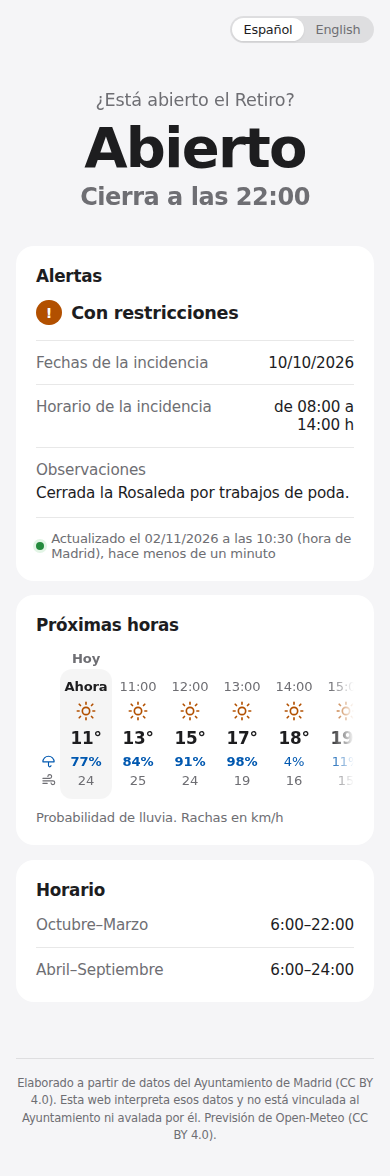 Español English
¿Está abierto el Retiro?
Abierto
Cierra a las 22:00
Alertas
! Con restricciones
Fechas de la incidencia 10/10/2026
Horario de la incidencia de 08:00 a
14:00 h
Observaciones
Cerrada la Rosaleda por trabajos de poda.
Actualizado el 02/11/2026 a las 10:30 (hora de
Madrid), hace menos de un minuto
Próximas horas
Hoy
Ahora 11:00 12:00 13:00 14:00
11° 13° 15° 17° 18° 19
77% 84% 91% 98% 4%
24 25 24 19 16 15
Probabilidad de lluvia. Rachas en km/h
Horario
Octubre–Marzo 6:00–22:00
Abril–Septiembre 6:00–24:00
Elaborado a partir de datos del Ayuntamiento de Madrid (CC BY
4.0). Esta web interpreta esos datos y no está vinculada al
Ayuntamiento ni avalada por él. Previsión de Open-Meteo (CC
BY 4.0).